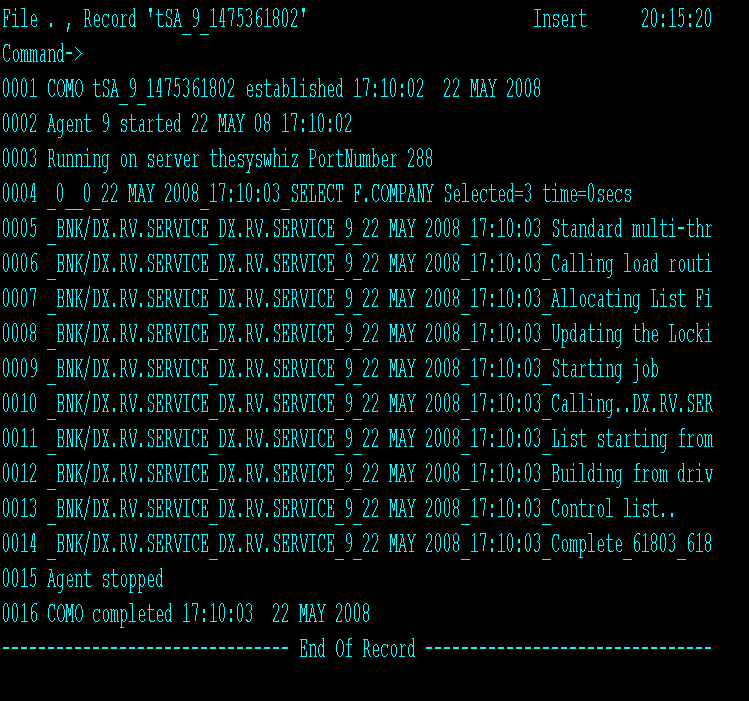 File . , Record 'tSA_9_1475361802' Insert 20:15:20
Command->
0001 COMO tSA_9_1475361802 established 17:10:02 22 MAY 2008
0002 Agent 9 started 22 MAY 08 17:10:02
0003 Running on server thesyswhiz PortNumber 288
0004 _0__0_22 MAY 2008_17:10:03_SELECT F.COMPANY Selected=3 time=0secs
0005 _BNK/DX.RV.SERVICE_DX.RV.SERVICE_9_22 MAY 2008_17:10:03_Standard multi-thr
0006 _BNK/DX.RV.SERVICE_DX.RV.SERVICE_9_22 MAY 2008_17:10:03_Calling load routi
0007 _BNK/DX.RV.SERVICE_DX.RV.SERVICE_9_22 MAY 2008_17:10:03_Allocating List Fi
0008 _BNK/DX.RV.SERVICE_DX.RV.SERVICE_9_22 MAY 2008_17:10:03_Updating the Locki
0009 _BNK/DX.RV.SERVICE_DX.RV.SERVICE_9_22 MAY 2008_17:10:03_Starting job
0010 _BNK/DX.RV.SERVICE_DX.RV.SERVICE_9_22 MAY 2008_17:10:03_Calling..DX.RV.SER
0011 _BNK/DX.RV.SERVICE_DX.RV.SERVICE_9_22 MAY 2008_17:10:03_List starting from
0012 _BNK/DX.RV.SERVICE_DX.RV.SERVICE_9_22 MAY 2008_17:10:03_Building from driv
0013 _BNK/DX.RV.SERVICE_DX.RV.SERVICE_9_22 MAY 2008_17:10:03_Control list..
0014 _BNK/DX.RV.SERVICE_DX.RV.SERVICE_9_22 MAY 2008_17:10:03_Complete_61803_618
0015 Agent stopped
0016 COMO completed 17:10:03 22 MAY 2008
-------------------------------- End Of Record --------------------------------